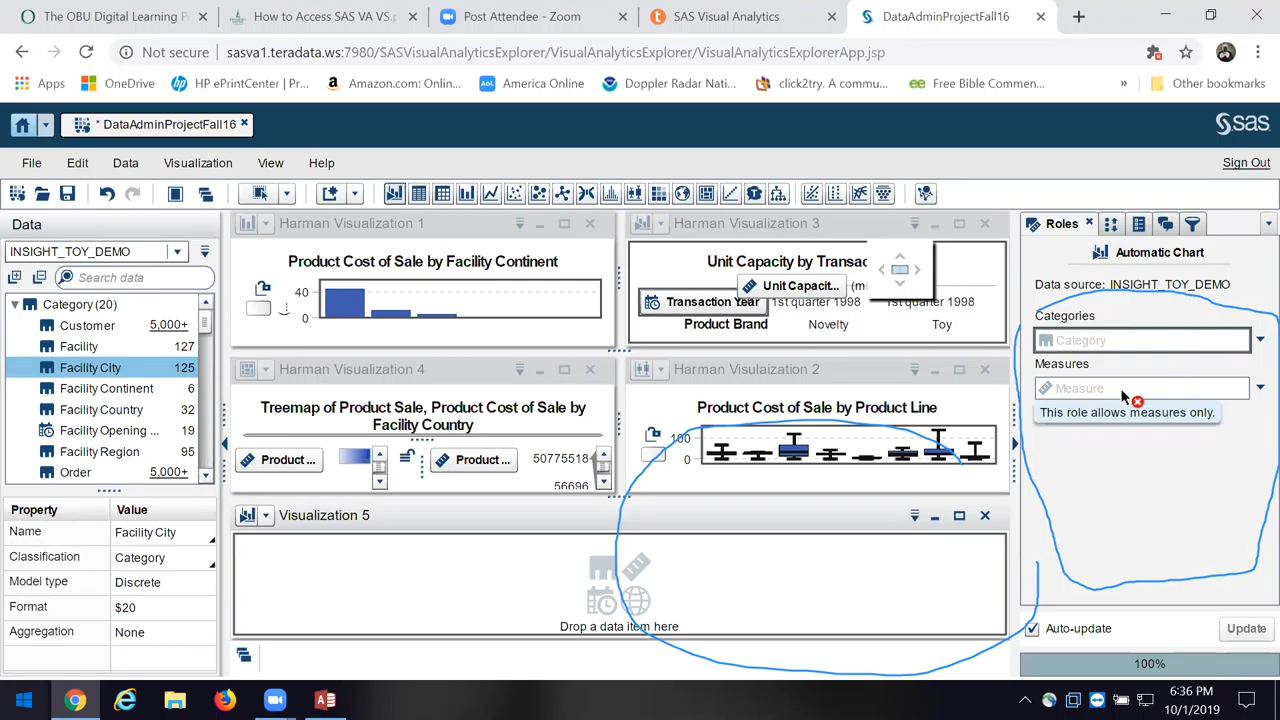 The OBU Digital Learning P
How to Access SAS VA VS.p
Post Attendee - Zoom
SAS Visual Analytics
DataAdminProjectFall16
Not secure
sasva1.teradata.ws:7980/SASVisualAnalyticsExplorer/VisualAnalyticsExplorerApp.jsp
Apps
OneDrive
HP ePrintCenter | Pr...
Amazon.com: Onlin...
America Online
Doppler Radar Natio...
click2try. A commu...
Free Bible Commen...
»
Other bookmarks
* DataAdminProjectFall16
sas
File
Edit
Data
Visualization
View
Help
Sign Out
Data
INSIGHT_TOY_DEMO
Search data
Category (20)
Customer 5,000+
Facility 127
Facility City 125
Facility Continent 6
Facility Country 32
Facility Opening ... 19
Facility Region 95
Order 5,000+
Property Value
Name Facility City
Classification Category
Model type Discrete
Format $20
Aggregation None
Harman Visualization 1
Product Cost of Sale by Facility Continent
40
0
Harman Visualization 3
Unit Capacity by Transac
Unit Capacit... (m
Transaction Year 1st quarter 1998 1st quarter 1998
Product Brand Novelty Toy
Harman Visualization 4
Treemap of Product Sale, Product Cost of Sale by
Facility Country
Product ...
Product ...
50775518
56696
Harman Visulaization 2
Product Cost of Sale by Product Line
100
0
Visualization 5
Drop a data item here
Roles
Automatic Chart
Data source: INSIGHT_TOY_DEMO
Categories
Category
Measures
Measure
This role allows measures only.
Auto-update
Update
100%
6:36 PM
10/1/2019